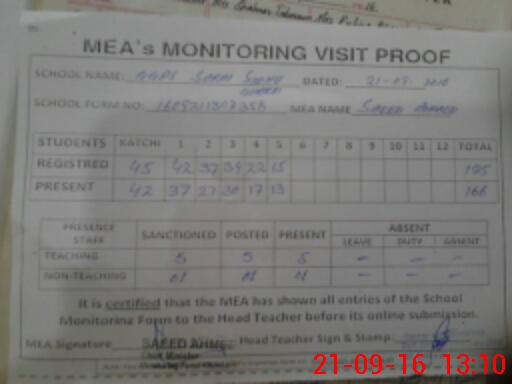 MEA's MONITORING VISIT PROOF
SCHOOL NAME: GGPS DATED: 21-09-2016
SCHOOL FORM NO: MEA NAME Saeed Ahmed
STUDENTS KATCHI 1 2 3 4 5 6 7 8 9 10 11 12 TOTAL
REGISTRED 45 42 37 34 22 15 195
PRESENT 42 37 27 30 17 13 166
PRESENCE STAFF SANCTIONED POSTED PRESENT ABSENT
LEAVE DUTY ABSENT
TEACHING 5 5 5 – – –
NON-TEACHING 01 01 01 – – –
It is certified that the MEA has shown all entries of the School
Monitoring Form to the Head Teacher before its online submission.
MEA Signature SAEED AHMED Head Teacher Sign & Stamp:
Chief Minister
21-09-16 13:10